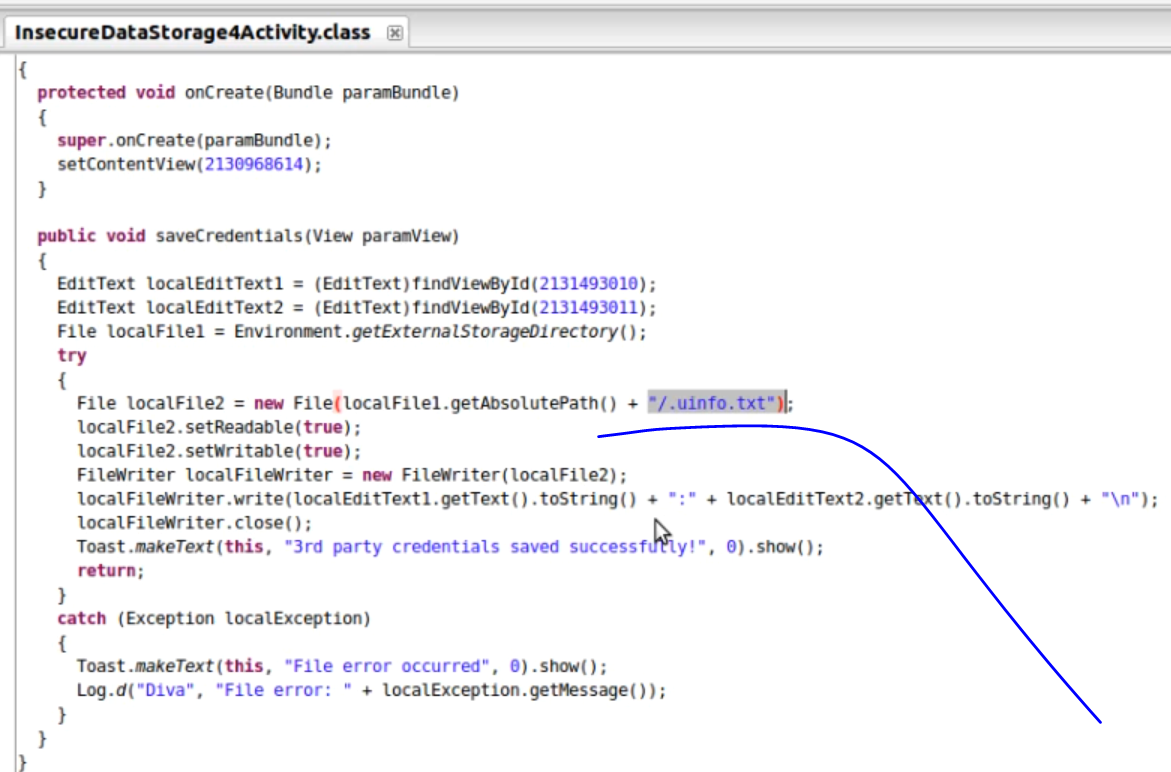 InsecureDataStorage4Activity.class
{
protected void onCreate(Bundle paramBundle)
{
super.onCreate(paramBundle);
setContentView(2130968614);
}
public void saveCredentials(View paramView)
{
EditText localEditText1 = (EditText)findViewById(2131493010);
EditText localEditText2 = (EditText)findViewById(2131493011);
File localFile1 = Environment.getExternalStorageDirectory();
try
{
File localFile2 = new File(localFile1.getAbsolutePath() + "/.uinfo.txt");
localFile2.setReadable(true);
localFile2.setWritable(true);
FileWriter localFileWriter = new FileWriter(localFile2);
localFileWriter.write(localEditText1.getText().toString() + ":" + localEditText2.getText().toString() + "\n");
localFileWriter.close();
Toast.makeText(this, "3rd party credentials saved successfully!", 0).show();
return;
}
catch (Exception localException)
{
Toast.makeText(this, "File error occurred", 0).show();
Log.d("Diva", "File error: " + localException.getMessage());
}
}
}